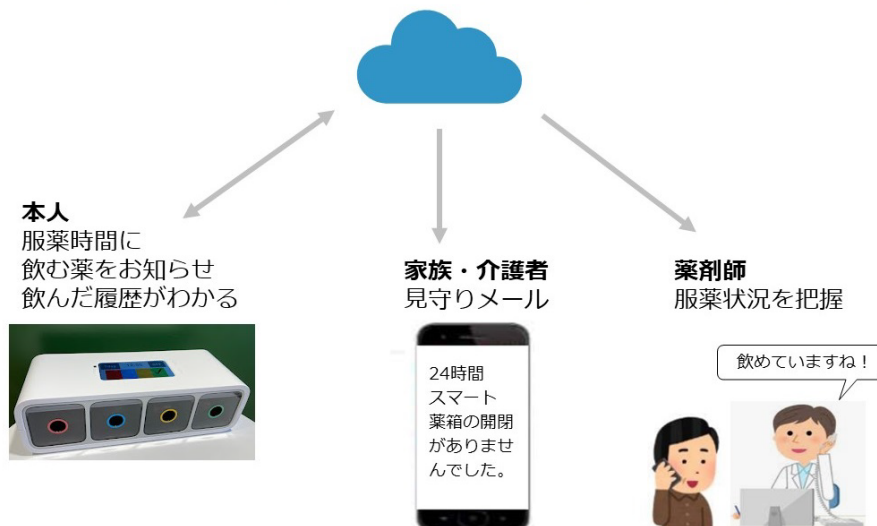 本人
服薬時間に
飲む薬をお知らせ
飲んだ履歴がわかる
家族・介護者
見守りメール
24時間
スマート
薬箱の開閉
がありませ
んでした。
薬剤師
服薬状況を把握
飲めていますね！